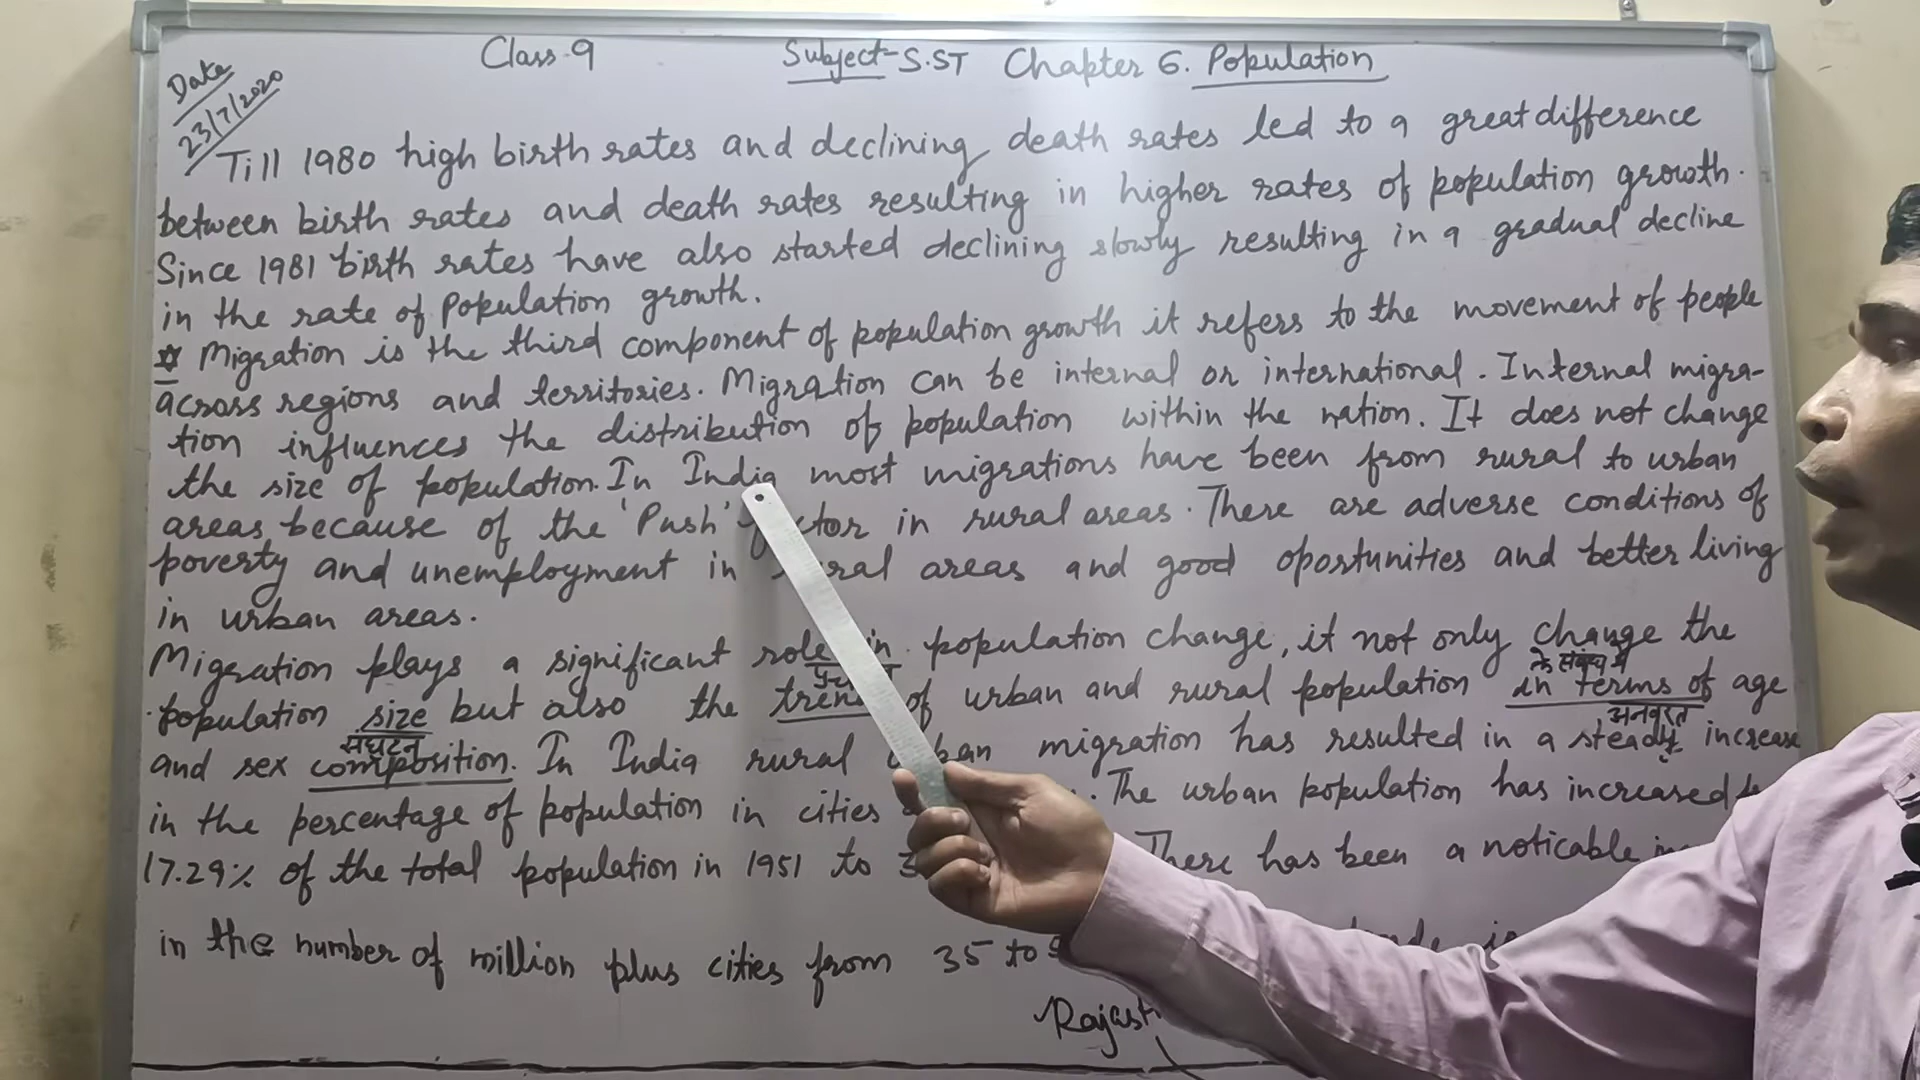 Date
23/7/2020
Class-9 Subject-S.ST Chapter 6. Population
Till 1980 high birth rates and declining death rates led to a great difference
between birth rates and death rates resulting in higher rates of population growth.
Since 1981 birth rates have also started declining slowly resulting in a gradual decline
in the rate of Population growth.
☆ Migration is the third component of population growth it refers to the movement of people
across regions and territories. Migration can be internal or international. Internal migra-
tion influences the distribution of population within the nation. It does not change
the size of population. In India most migrations have been from rural to urban
areas because of the 'Push' in rural areas. There are adverse conditions of
poverty and unemployment in areas and good oportunities and better living
in urban areas.
Migration plays a significant role in population change, it not only change the
के संबंध में
population size but also the of urban and rural population in terms of age
संघटन अनवरत
and sex composition. In India rural migration has resulted in a steady increase
in the percentage of population in cities . The urban population has increased
17.29% of the total population in 1951 to There has been a noticable
in the number of million plus cities from 35 to